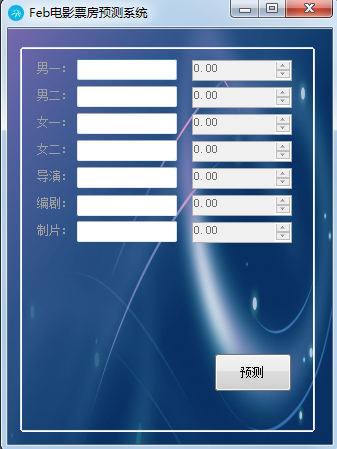 Feb电影票房预测系统
男一： 0.00
男二： 0.00
女一： 0.00
女二： 0.00
导演： 0.00
编剧： 0.00
制片： 0.00
预测